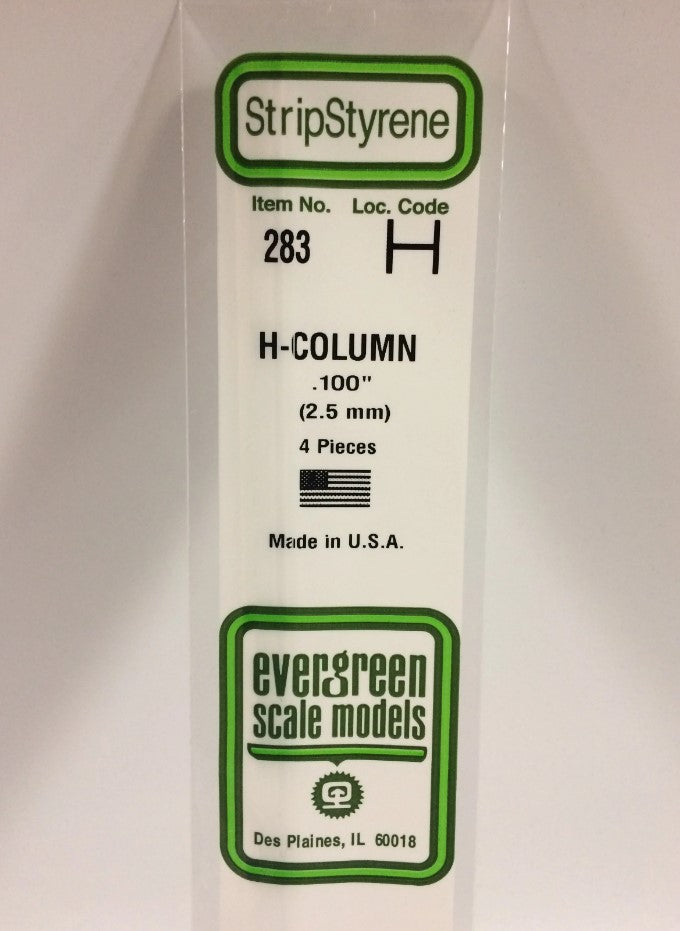 StripStyrene
Item No. Loc. Code
283 H
H-COLUMN
.100"
(2.5 mm)
4 Pieces
Made in U.S.A.
evergreen
scale models
Des Plaines, IL 60018